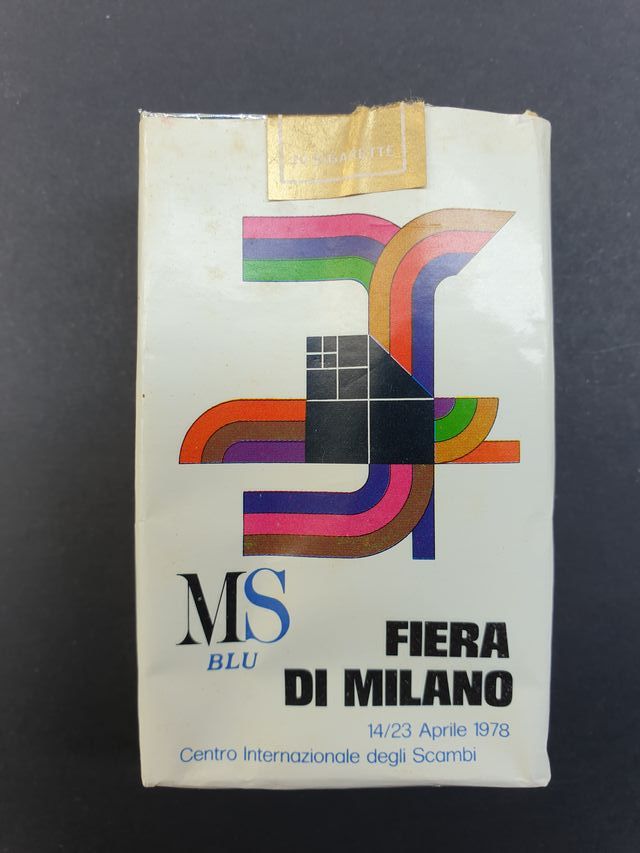 20 SIGARETTE
MS
BLU
FIERA
DI MILANO
14/23 Aprile 1978
Centro Internazionale degli Scambi